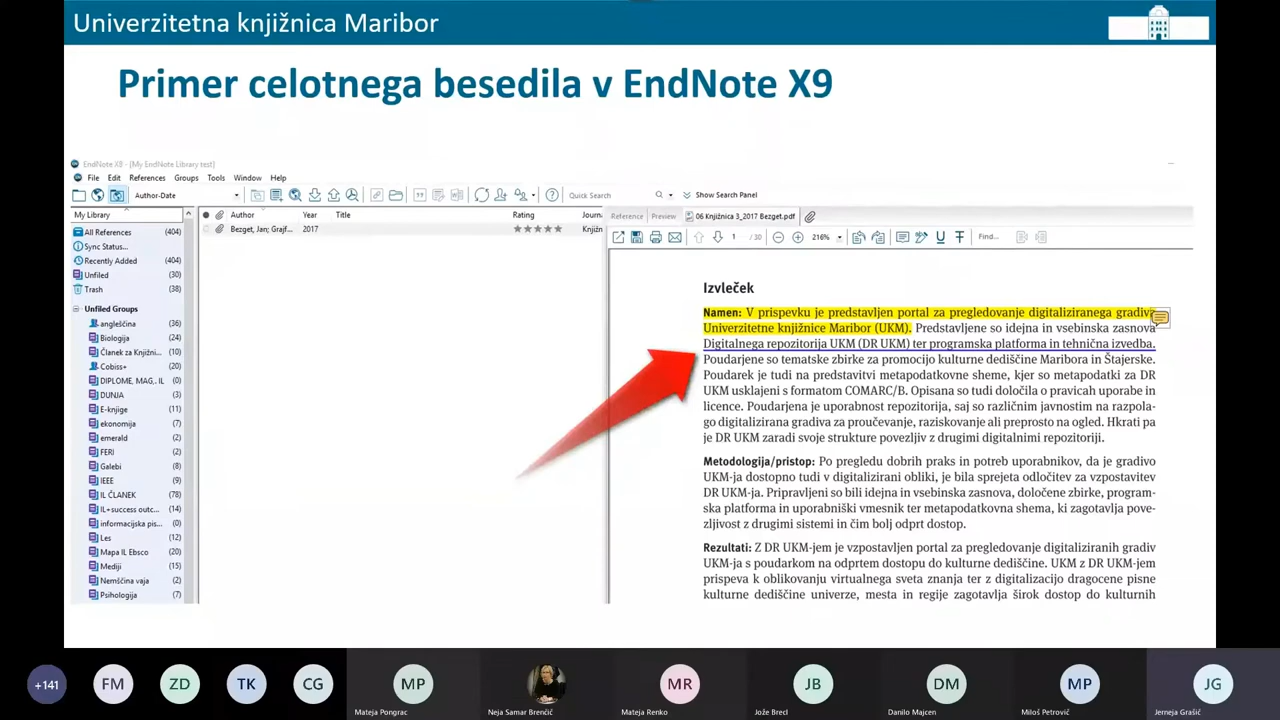 Univerzitetna knjižnica Maribor
Primer celotnega besedila v EndNote X9
EndNote X9 - [My EndNote Library test]
File Edit References Groups Tools Window Help
Author-Date
Quick Search
Show Search Panel
My Library
All References (404)
Sync Status...
Recently Added (404)
Unfiled (30)
Trash (38)
Unfiled Groups
angleščina (36)
Biologija (14)
Članek za Knjižni... (10)
Cobiss+ (2)
DIPLOME, MAG,. IL (0)
DUNJA (3)
E-knjige (11)
ekonomija (7)
emerald (2)
FERI (2)
Galebi (8)
IEEE (9)
IL ČLANEK (78)
IL+success outc... (14)
informacijska pis... (0)
Les (12)
Mapa IL Ebsco (20)
Mediji (15)
Nemščina vaja (2)
Psihologija (7)
Author Year Title Rating Journa
Bezget, Jan; Grajf... 2017 Knjižn
Reference Preview 06 Knjižnica 3_2017 Bezget.pdf
1 / 30 216% Find...
Izvleček
Namen: V prispevku je predstavljen portal za pregledovanje digitaliziranega gradiva
Univerzitetne knjižnice Maribor (UKM). Predstavljene so idejna in vsebinska zasnova
Digitalnega repozitorija UKM (DR UKM) ter programska platforma in tehnična izvedba.
Poudarjene so tematske zbirke za promocijo kulturne dediščine Maribora in Štajerske.
Poudarek je tudi na predstavitvi metapodatkovne sheme, kjer so metapodatki za DR
UKM usklajeni s formatom COMARC/B. Opisana so tudi določila o pravicah uporabe in
licence. Poudarjena je uporabnost repozitorija, saj so različnim javnostim na razpola-
go digitalizirana gradiva za proučevanje, raziskovanje ali preprosto na ogled. Hkrati pa
je DR UKM zaradi svoje strukture povezljiv z drugimi digitalnimi repozitoriji.
Metodologija/pristop: Po pregledu dobrih praks in potreb uporabnikov, da je gradivo
UKM-ja dostopno tudi v digitalizirani obliki, je bila sprejeta odločitev za vzpostavitev
DR UKM-ja. Pripravljeni so bili idejna in vsebinska zasnova, določene zbirke, program-
ska platforma in uporabniški vmesnik ter metapodatkovna shema, ki zagotavlja pove-
zljivost z drugimi sistemi in čim bolj odprt dostop.
Rezultati: Z DR UKM-jem je vzpostavljen portal za pregledovanje digitaliziranih gradiv
UKM-ja s poudarkom na odprtem dostopu do kulturne dediščine. UKM z DR UKM-jem
prispeva k oblikovanju virtualnega sveta znanja ter z digitalizacijo dragocene pisne
kulturne dediščine univerze, mesta in regije zagotavlja širok dostop do kulturnih
+141 FM ZD TK CG MP MR JB DM MP JG
Mateja Pongrac Neja Samar Brenčič Mateja Renko Jože Brecl Danilo Majcen Miloš Petrovič Jerneja Grašič